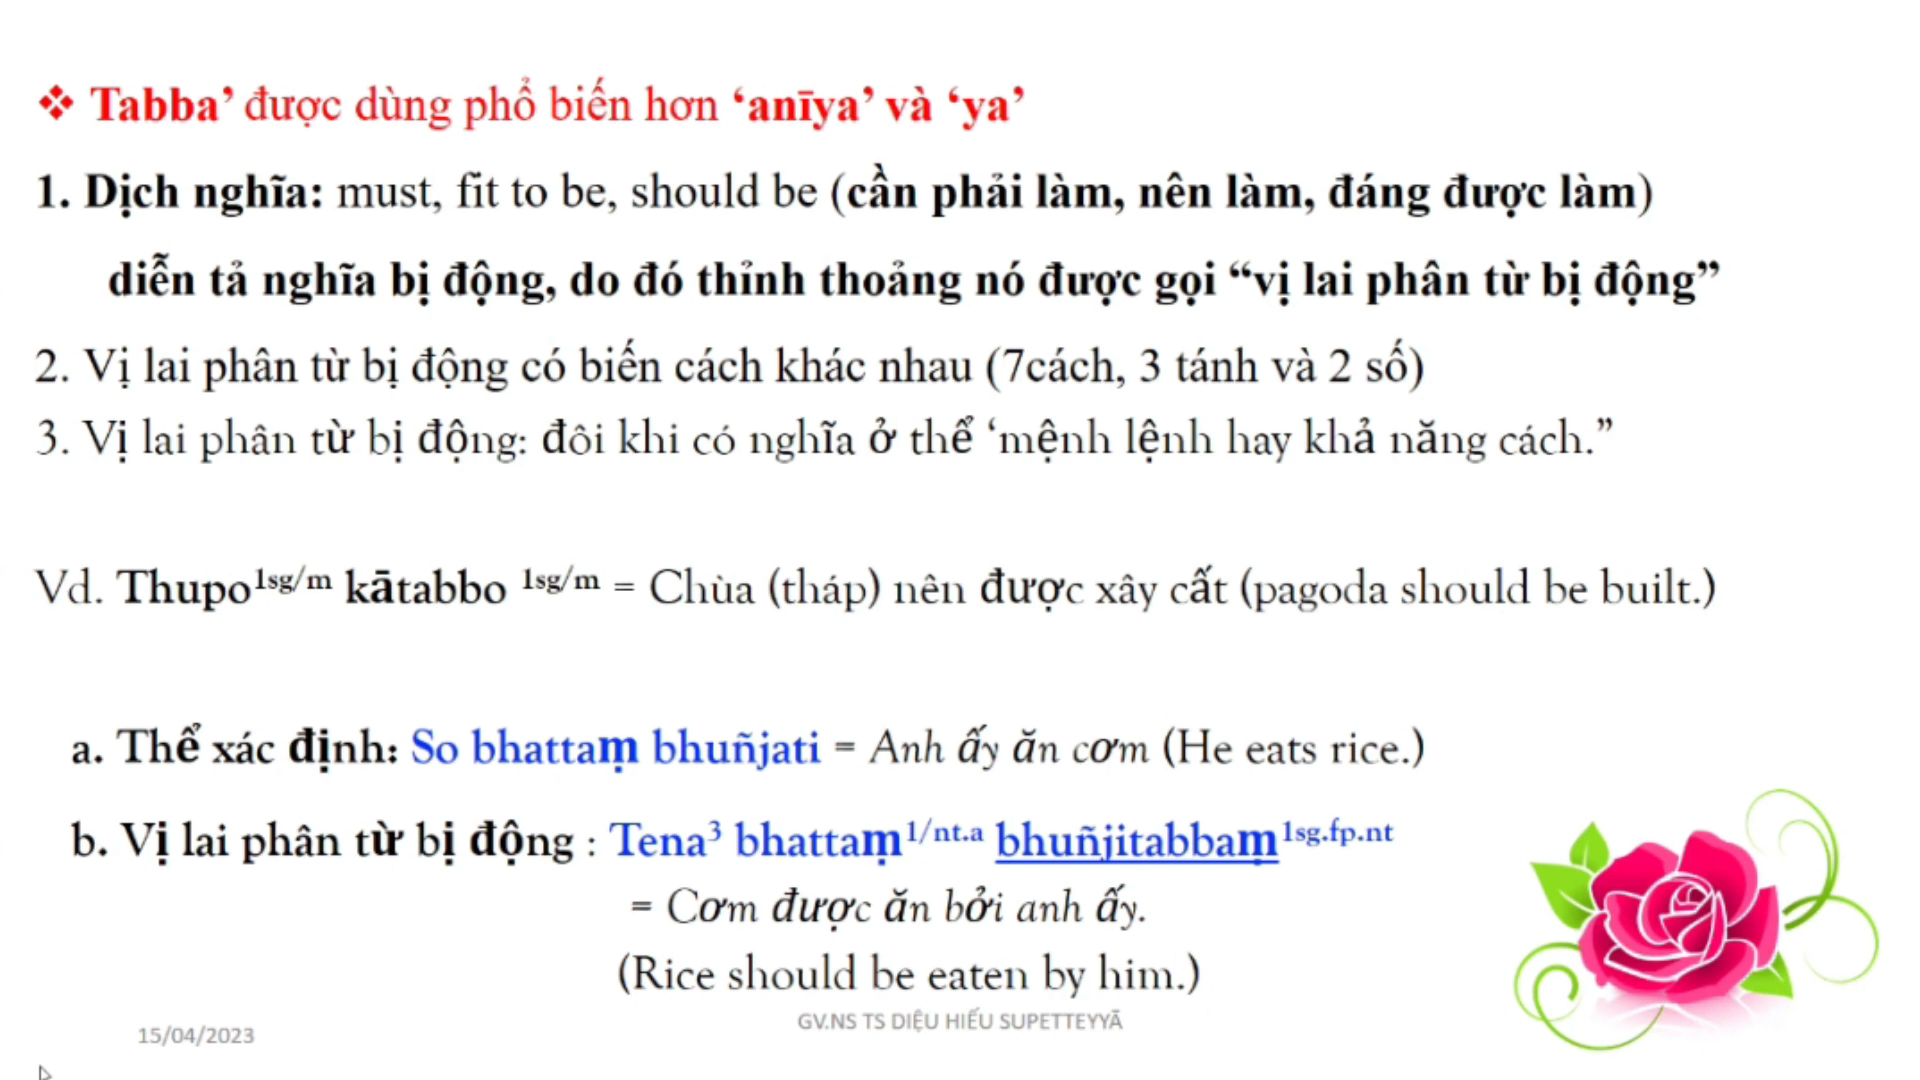 ❖ Tabba’ được dùng phổ biến hơn ‘anīya’ và ‘ya’
1. Dịch nghĩa: must, fit to be, should be (cần phải làm, nên làm, đáng được làm)
diễn tả nghĩa bị động, do đó thỉnh thoảng nó được gọi “vị lai phân từ bị động”
2. Vị lai phân từ bị động có biến cách khác nhau (7cách, 3 tánh và 2 số)
3. Vị lai phân từ bị động: đôi khi có nghĩa ở thể ‘mệnh lệnh hay khả năng cách.”
Vd. Thupo1sg/m kātabbo 1sg/m = Chùa (tháp) nên được xây cất (pagoda should be built.)
a. Thể xác định: So bhattaṃ bhuñjati = Anh ấy ăn cơm (He eats rice.)
b. Vị lai phân từ bị động : Tena3 bhattaṃ1/nt.a bhuñjitabbaṃ1sg.fp.nt
= Cơm được ăn bởi anh ấy.
(Rice should be eaten by him.)
GV.NS TS DIỆU HIẾU SUPETTEYYĀ
15/04/2023